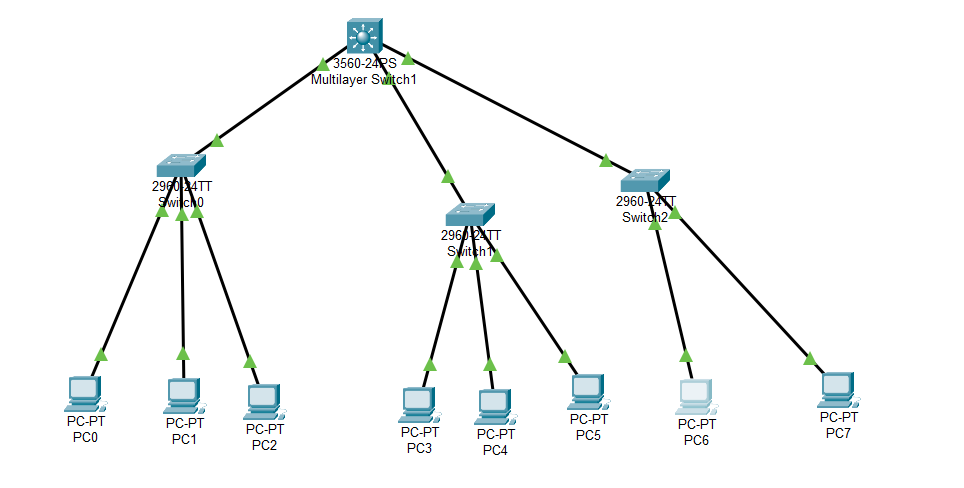 3560-24PS
Multilayer Switch1
2960-24TT
Switch0
2960-24TT
Switch1
2960-24TT
Switch2
PC-PT
PC0
PC-PT
PC1
PC-PT
PC2
PC-PT
PC3
PC-PT
PC4
PC-PT
PC5
PC-PT
PC6
PC-PT
PC7